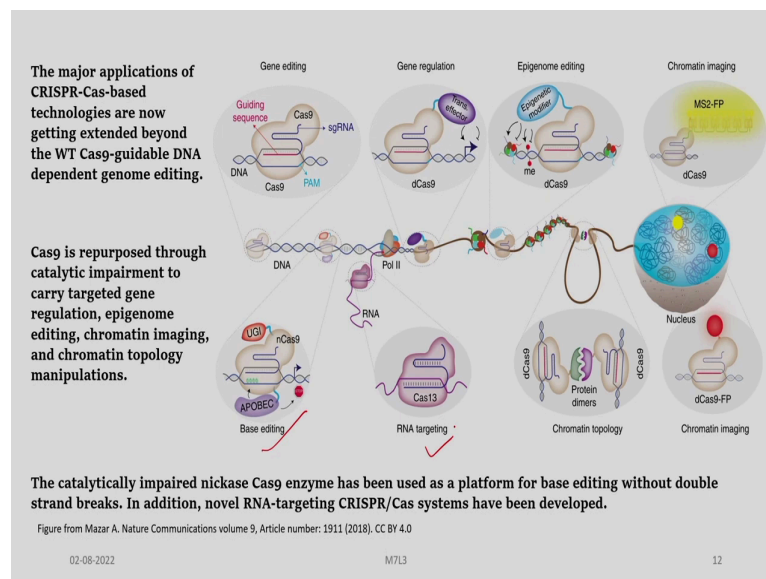 The major applications of
CRISPR-Cas-based
technologies are now
getting extended beyond
the WT Cas9-guidable DNA
dependent genome editing.
Cas9 is repurposed through
catalytic impairment to
carry targeted gene
regulation, epigenome
editing, chromatin imaging,
and chromatin topology
manipulations.
Gene editing
Guiding
sequence
Cas9
sgRNA
DNA
Cas9
PAM
Gene regulation
Trans.
effector
dCas9
Epigenome editing
Epigenetic
modifier
me
dCas9
Chromatin imaging
MS2-FP
dCas9
DNA
Pol II
RNA
Nucleus
UGI
nCas9
APOBEC
Base editing
Cas13
RNA targeting
dCas9
Protein
dimers
dCas9
Chromatin topology
dCas9-FP
Chromatin imaging
The catalytically impaired nickase Cas9 enzyme has been used as a platform for base editing without double
strand breaks. In addition, novel RNA-targeting CRISPR/Cas systems have been developed.
Figure from Mazar A. Nature Communications volume 9, Article number: 1911 (2018). CC BY 4.0
02-08-2022
M7L3
12